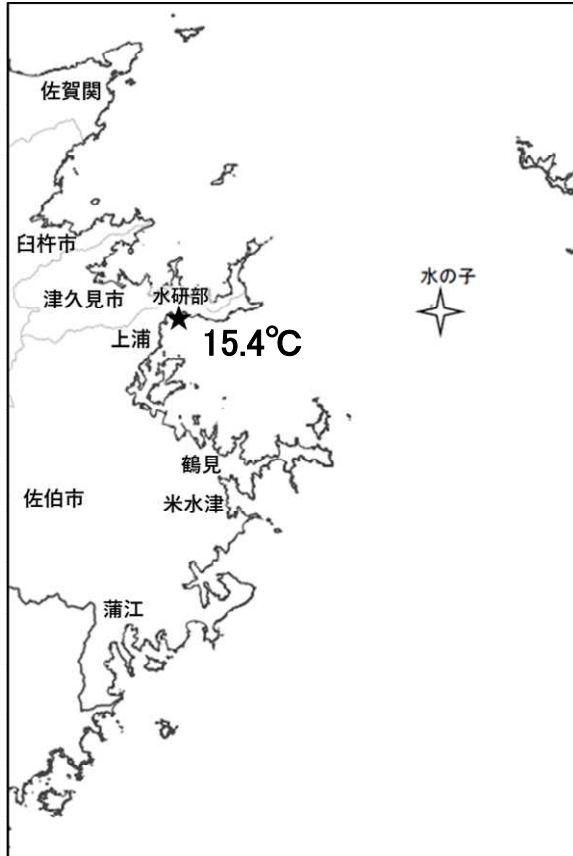 佐賀関
臼杵市
水の子
津久見市
水研部
上浦
15.4℃
鶴見
佐伯市
米水津
蒲江